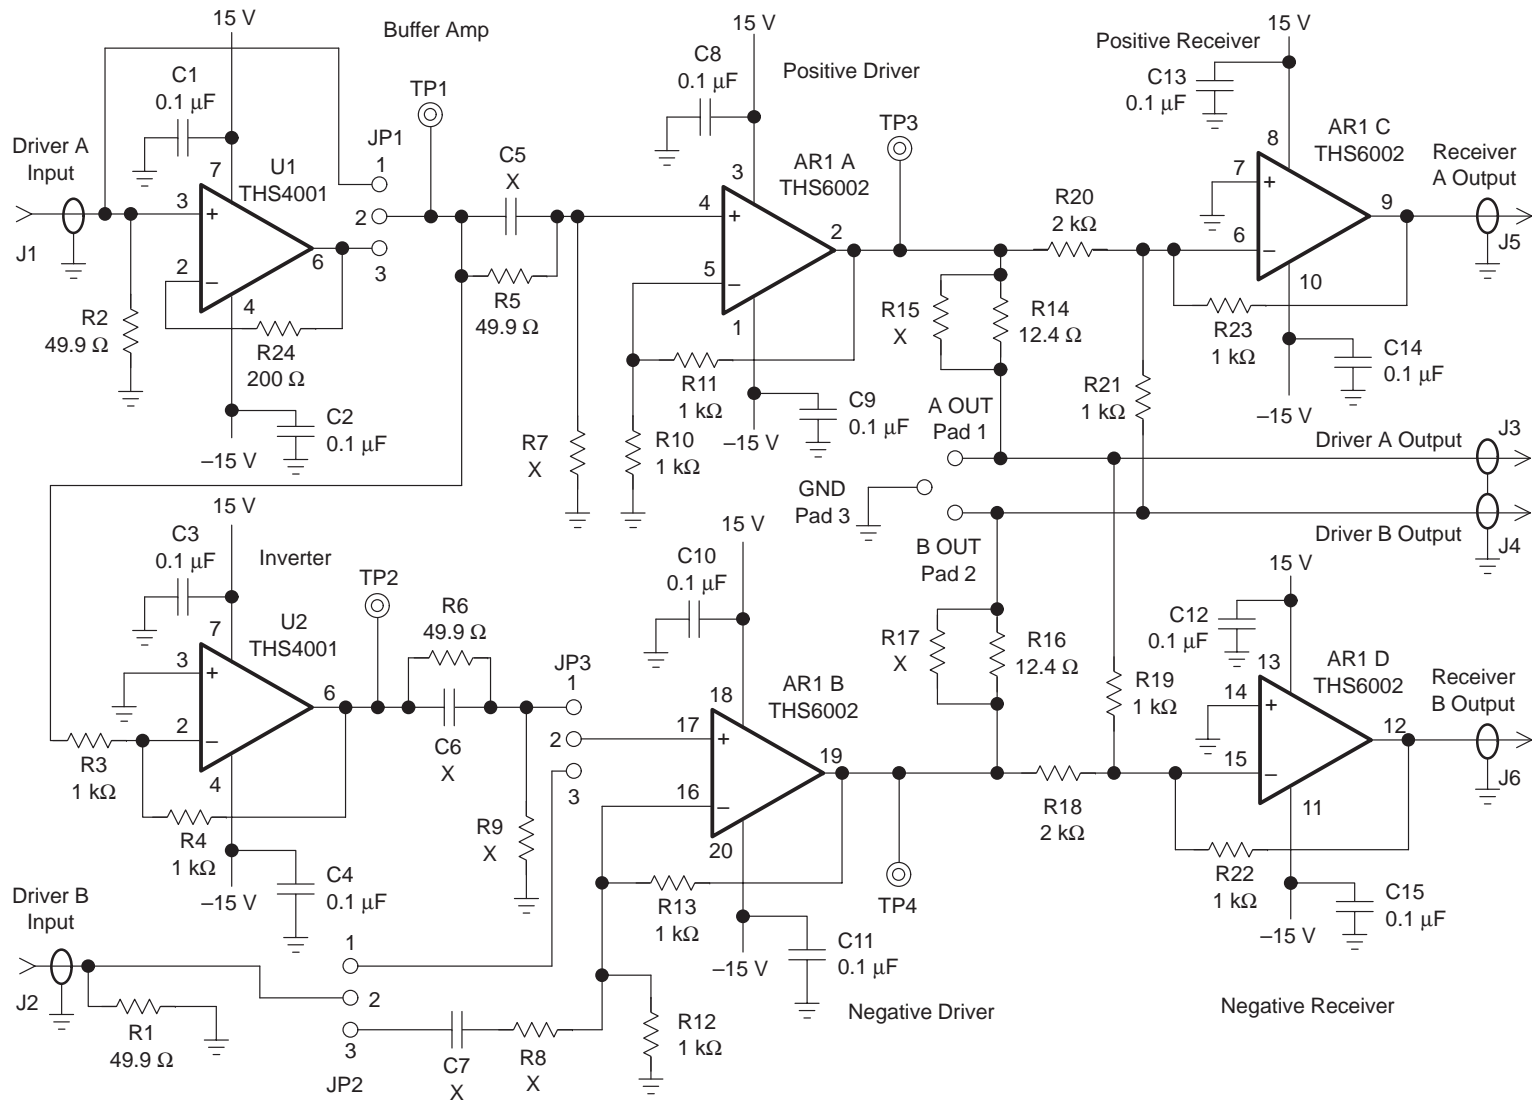 15 V
Buffer Amp
C1
0.1 μF
Driver A
Input
J1
R2
49.9 Ω
7
U1
THS4001
3
+
2
–
6
4
R24
200 Ω
C2
0.1 μF
–15 V
JP1
1
2
3
TP1
C5
X
R5
49.9 Ω
R7
X
15 V
C8
0.1 μF
Positive Driver
3
AR1 A
THS6002
4
+
5
–
2
1
R11
1 kΩ
R10
1 kΩ
C9
0.1 μF
–15 V
TP3
R20
2 kΩ
R15
X
R14
12.4 Ω
R21
1 kΩ
A OUT
Pad 1
GND
Pad 3
B OUT
Pad 2
15 V
Positive Receiver
C13
0.1 μF
8
AR1 C
THS6002
7
+
6
–
9
10
R23
1 kΩ
C14
0.1 μF
–15 V
Receiver
A Output
J5
Driver A Output
J3
Driver B Output
J4
15 V
C3
0.1 μF
Inverter
7
U2
THS4001
3
+
2
–
6
4
R3
1 kΩ
R4
1 kΩ
C4
0.1 μF
–15 V
TP2
R6
49.9 Ω
C6
X
R9
X
JP3
1
2
3
15 V
C10
0.1 μF
18
AR1 B
THS6002
17
+
16
–
19
20
R13
1 kΩ
C11
0.1 μF
–15 V
Negative Driver
TP4
R17
X
R16
12.4 Ω
R19
1 kΩ
R18
2 kΩ
15 V
C12
0.1 μF
13
AR1 D
THS6002
14
+
15
–
12
11
R22
1 kΩ
C15
0.1 μF
–15 V
Receiver
B Output
J6
Negative Receiver
Driver B
Input
J2
R1
49.9 Ω
1
2
3
JP2
C7
X
R8
X
R12
1 kΩ